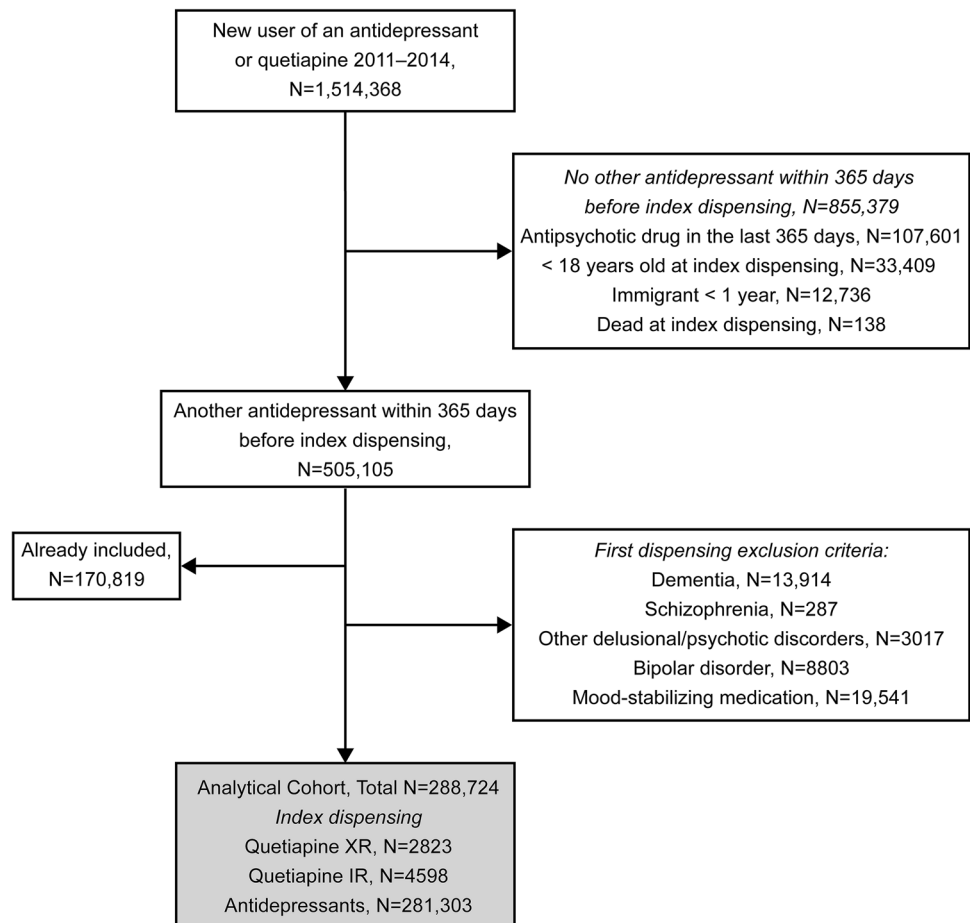 New user of an antidepressant
or quetiapine 2011–2014,
N=1,514,368
No other antidepressant within 365 days
before index dispensing, N=855,379
Antipsychotic drug in the last 365 days, N=107,601
< 18 years old at index dispensing, N=33,409
Immigrant < 1 year, N=12,736
Dead at index dispensing, N=138
Another antidepressant within 365 days
before index dispensing,
N=505,105
Already included,
N=170,819
First dispensing exclusion criteria:
Dementia, N=13,914
Schizophrenia, N=287
Other delusional/psychotic discorders, N=3017
Bipolar disorder, N=8803
Mood-stabilizing medication, N=19,541
Analytical Cohort, Total N=288,724
Index dispensing
Quetiapine XR, N=2823
Quetiapine IR, N=4598
Antidepressants, N=281,303